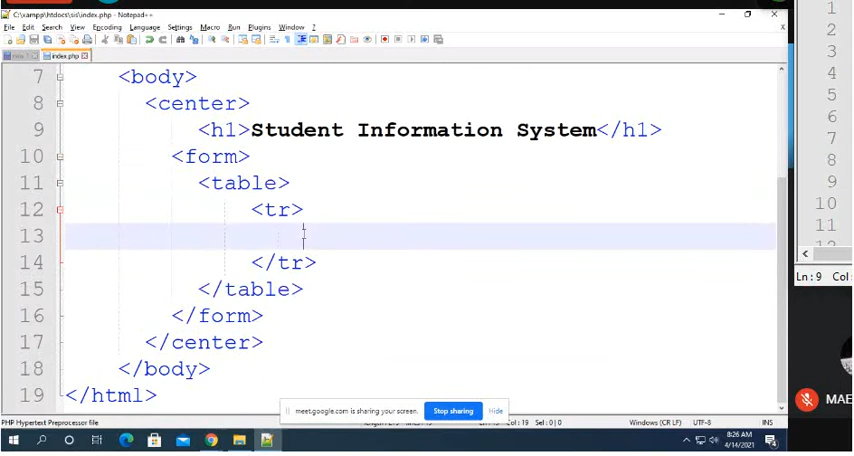 C:\xampp\sis\index.php - Notepad++
File Edit Search View Encoding Language Settings Macro Run Plugins Window ?
new 1 index.php
7 <body>
8 <center>
9 <h1>Student Information System</h1>
10 <form>
11 <table>
12 <tr>
13
14 </tr>
15 </table>
16 </form>
17 </center>
18 </body>
19 </html>
meet.google.com is sharing your screen. Stop sharing Hide
PHP Hypertext Preprocessor file Windows (CR LF) UTF-8 INS
8:26 AM
4/14/2021
4
1
2
3
4
5
6
7
8
9
10
11
12
Ln:9 Col:
MAE